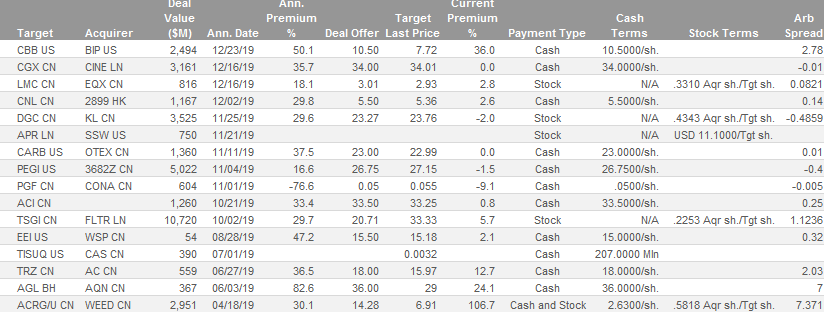 Deal Ann. Current
Value Premium Target Premium Cash Arb
Target Acquirer ($M) Ann. Date % Deal Offer Last Price % Payment Type Terms Stock Terms Spread
CBB US BIP US 2,494 12/23/19 50.1 10.50 7.72 36.0 Cash 10.5000/sh. 2.78
CGX CN CINE LN 3,161 12/16/19 35.7 34.00 34.01 0.0 Cash 34.0000/sh. -0.01
LMC CN EQX CN 816 12/16/19 18.1 3.01 2.93 2.8 Stock N/A .3310 Aqr sh./Tgt sh. 0.0821
CNL CN 2899 HK 1,167 12/02/19 29.8 5.50 5.36 2.6 Cash 5.5000/sh. 0.14
DGC CN KL CN 3,525 11/25/19 29.6 23.27 23.76 -2.0 Stock N/A .4343 Aqr sh./Tgt sh. -0.4859
APR LN SSW US 750 11/21/19 Stock N/A USD 11.1000/Tgt sh.
CARB US OTEX CN 1,360 11/11/19 37.5 23.00 22.99 0.0 Cash 23.0000/sh. 0.01
PEGI US 3682Z CN 5,022 11/04/19 16.6 26.75 27.15 -1.5 Cash 26.7500/sh. -0.4
PGF CN CONA CN 604 11/01/19 -76.6 0.05 0.055 -9.1 Cash .0500/sh. -0.005
ACI CN 1,260 10/21/19 33.4 33.50 33.25 0.8 Cash 33.5000/sh. 0.25
TSGI CN FLTR LN 10,720 10/02/19 29.7 20.71 33.33 5.7 Stock N/A .2253 Aqr sh./Tgt sh. 1.1236
EEI US WSP CN 54 08/28/19 47.2 15.50 15.18 2.1 Cash 15.0000/sh. 0.32
TISUQ US CAS CN 390 07/01/19 0.0032 Cash 207.0000 Mln
TRZ CN AC CN 559 06/27/19 36.5 18.00 15.97 12.7 Cash 18.0000/sh. 2.03
AGL BH AQN CN 367 06/03/19 82.6 36.00 29 24.1 Cash 36.0000/sh. 7
ACRG/U CN WEED CN 2,951 04/18/19 30.1 14.28 6.91 106.7 Cash and Stock 2.6300/sh. .5818 Aqr sh./Tgt sh. 7.371